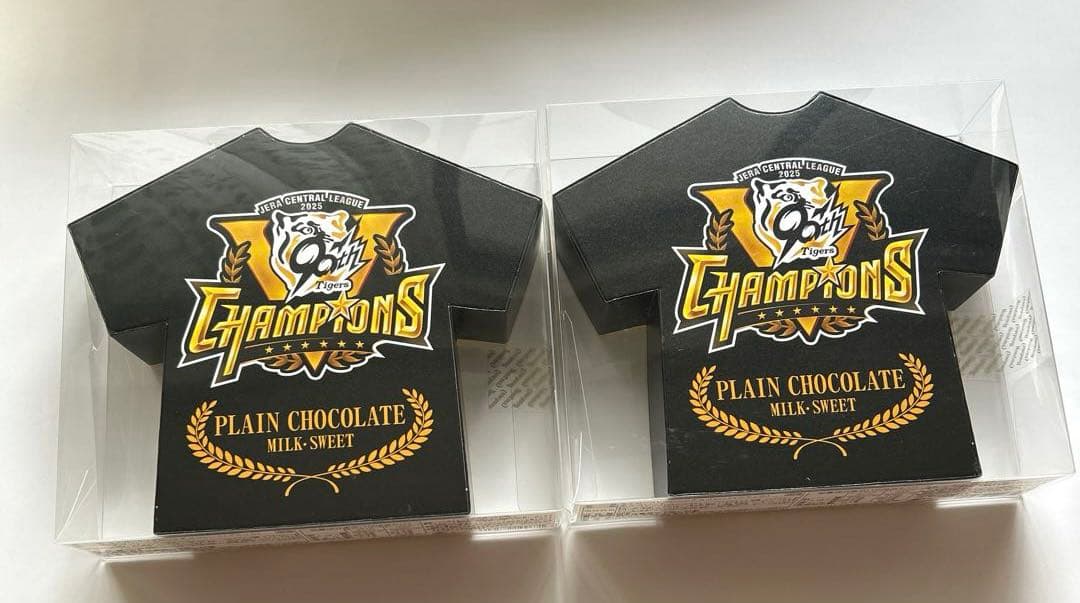 JERA CENTRAL LEAGUE
2025
90th
Tigers
CHAMPIONS
PLAIN CHOCOLATE
MILK・SWEET
JERA CENTRAL LEAGUE
2025
90th
Tigers
CHAMPIONS
PLAIN CHOCOLATE
MILK・SWEET